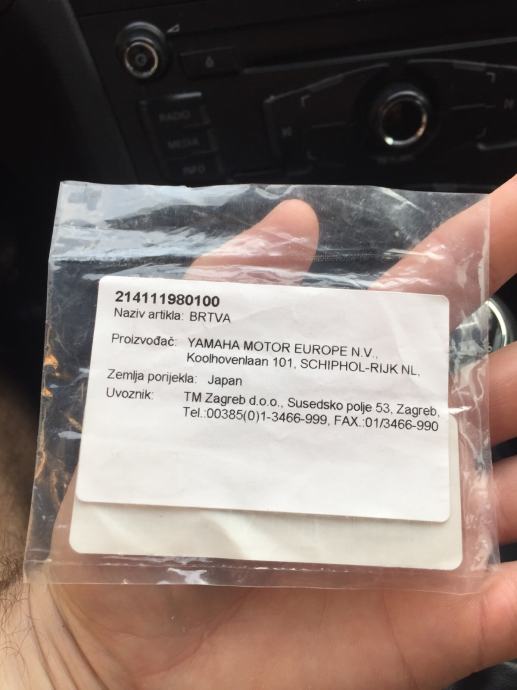 RADIO
MEDIA
INFO
214111980100
Naziv artikla: BRTVA
Proizvođač: YAMAHA MOTOR EUROPE N.V.,
Koolhovenlaan 101, SCHIPHOL-RIJK NL,
Zemlja porijekla: Japan
Uvoznik: TM Zagreb d.o.o., Susedsko polje 53, Zagreb,
Tel.:00385(0)1-3466-999, FAX.:01/3466-990